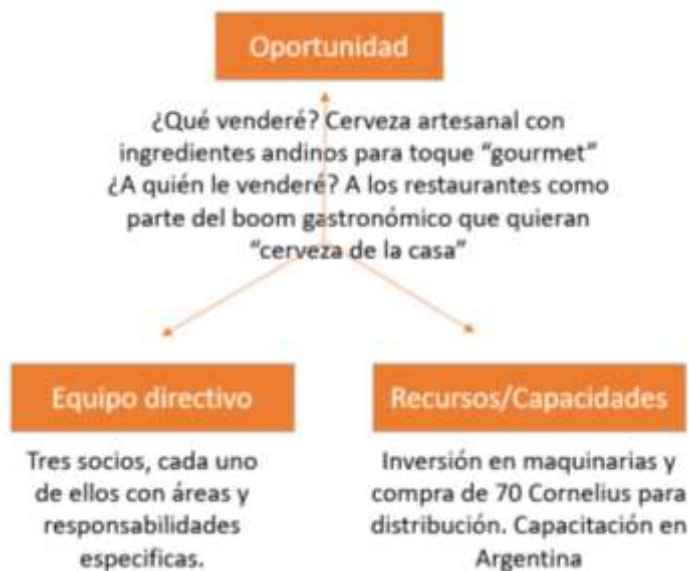 Oportunidad
¿Qué venderé? Cerveza artesanal con
ingredientes andinos para toque “gourmet”
¿A quién le venderé? A los restaurantes como
parte del boom gastronómico que quieran
“cerveza de la casa”
Equipo directivo
Tres socios, cada uno
de ellos con áreas y
responsabilidades
especificas.
Recursos/Capacidades
Inversión en maquinarias y
compra de 70 Cornelius para
distribución. Capacitación en
Argentina